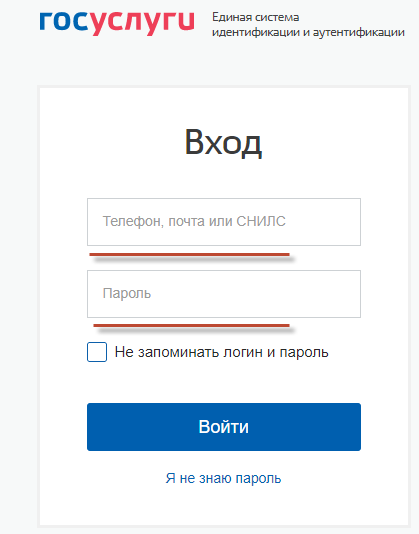 госуслуги
Единая система
идентификации и аутентификации
Вход
Телефон, почта или СНИЛС
Пароль
Не запоминать логин и пароль
Войти
Я не знаю пароль